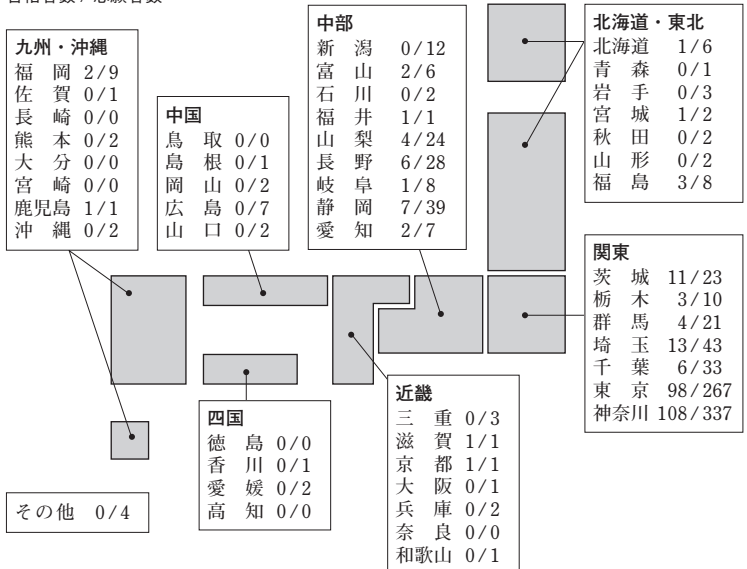 合格者数 / 志願者数
九州・沖縄
福岡 2/9
佐賀 0/1
長崎 0/0
熊本 0/2
大分 0/0
宮崎 0/0
鹿児島 1/1
沖縄 0/2
中国
鳥取 0/0
島根 0/1
岡山 0/2
広島 0/7
山口 0/2
中部
新潟 0/12
富山 2/6
石川 0/2
福井 1/1
山梨 4/24
長野 6/28
岐阜 1/8
静岡 7/39
愛知 2/7
北海道・東北
北海道 1/6
青森 0/1
岩手 0/3
宮城 1/2
秋田 0/2
山形 0/2
福島 3/8
関東
茨城 11/23
栃木 3/10
群馬 4/21
埼玉 13/43
千葉 6/33
東京 98/267
神奈川 108/337
近畿
三重 0/3
滋賀 1/1
京都 1/1
大阪 0/1
兵庫 0/2
奈良 0/0
和歌山 0/1
四国
徳島 0/0
香川 0/1
愛媛 0/2
高知 0/0
その他 0/4